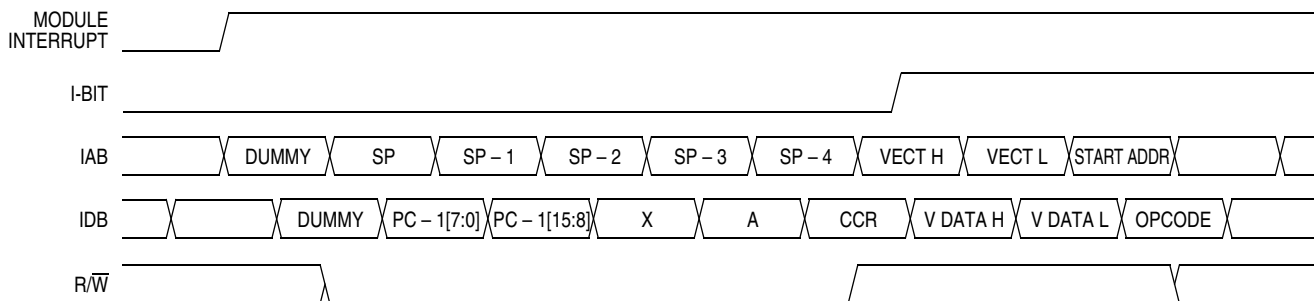 MODULE
INTERRUPT
I-BIT
IAB DUMMY SP SP – 1 SP – 2 SP – 3 SP – 4 VECT H VECT L START ADDR
IDB DUMMY PC – 1[7:0] PC – 1[15:8] X A CCR V DATA H V DATA L OPCODE
R/W̅